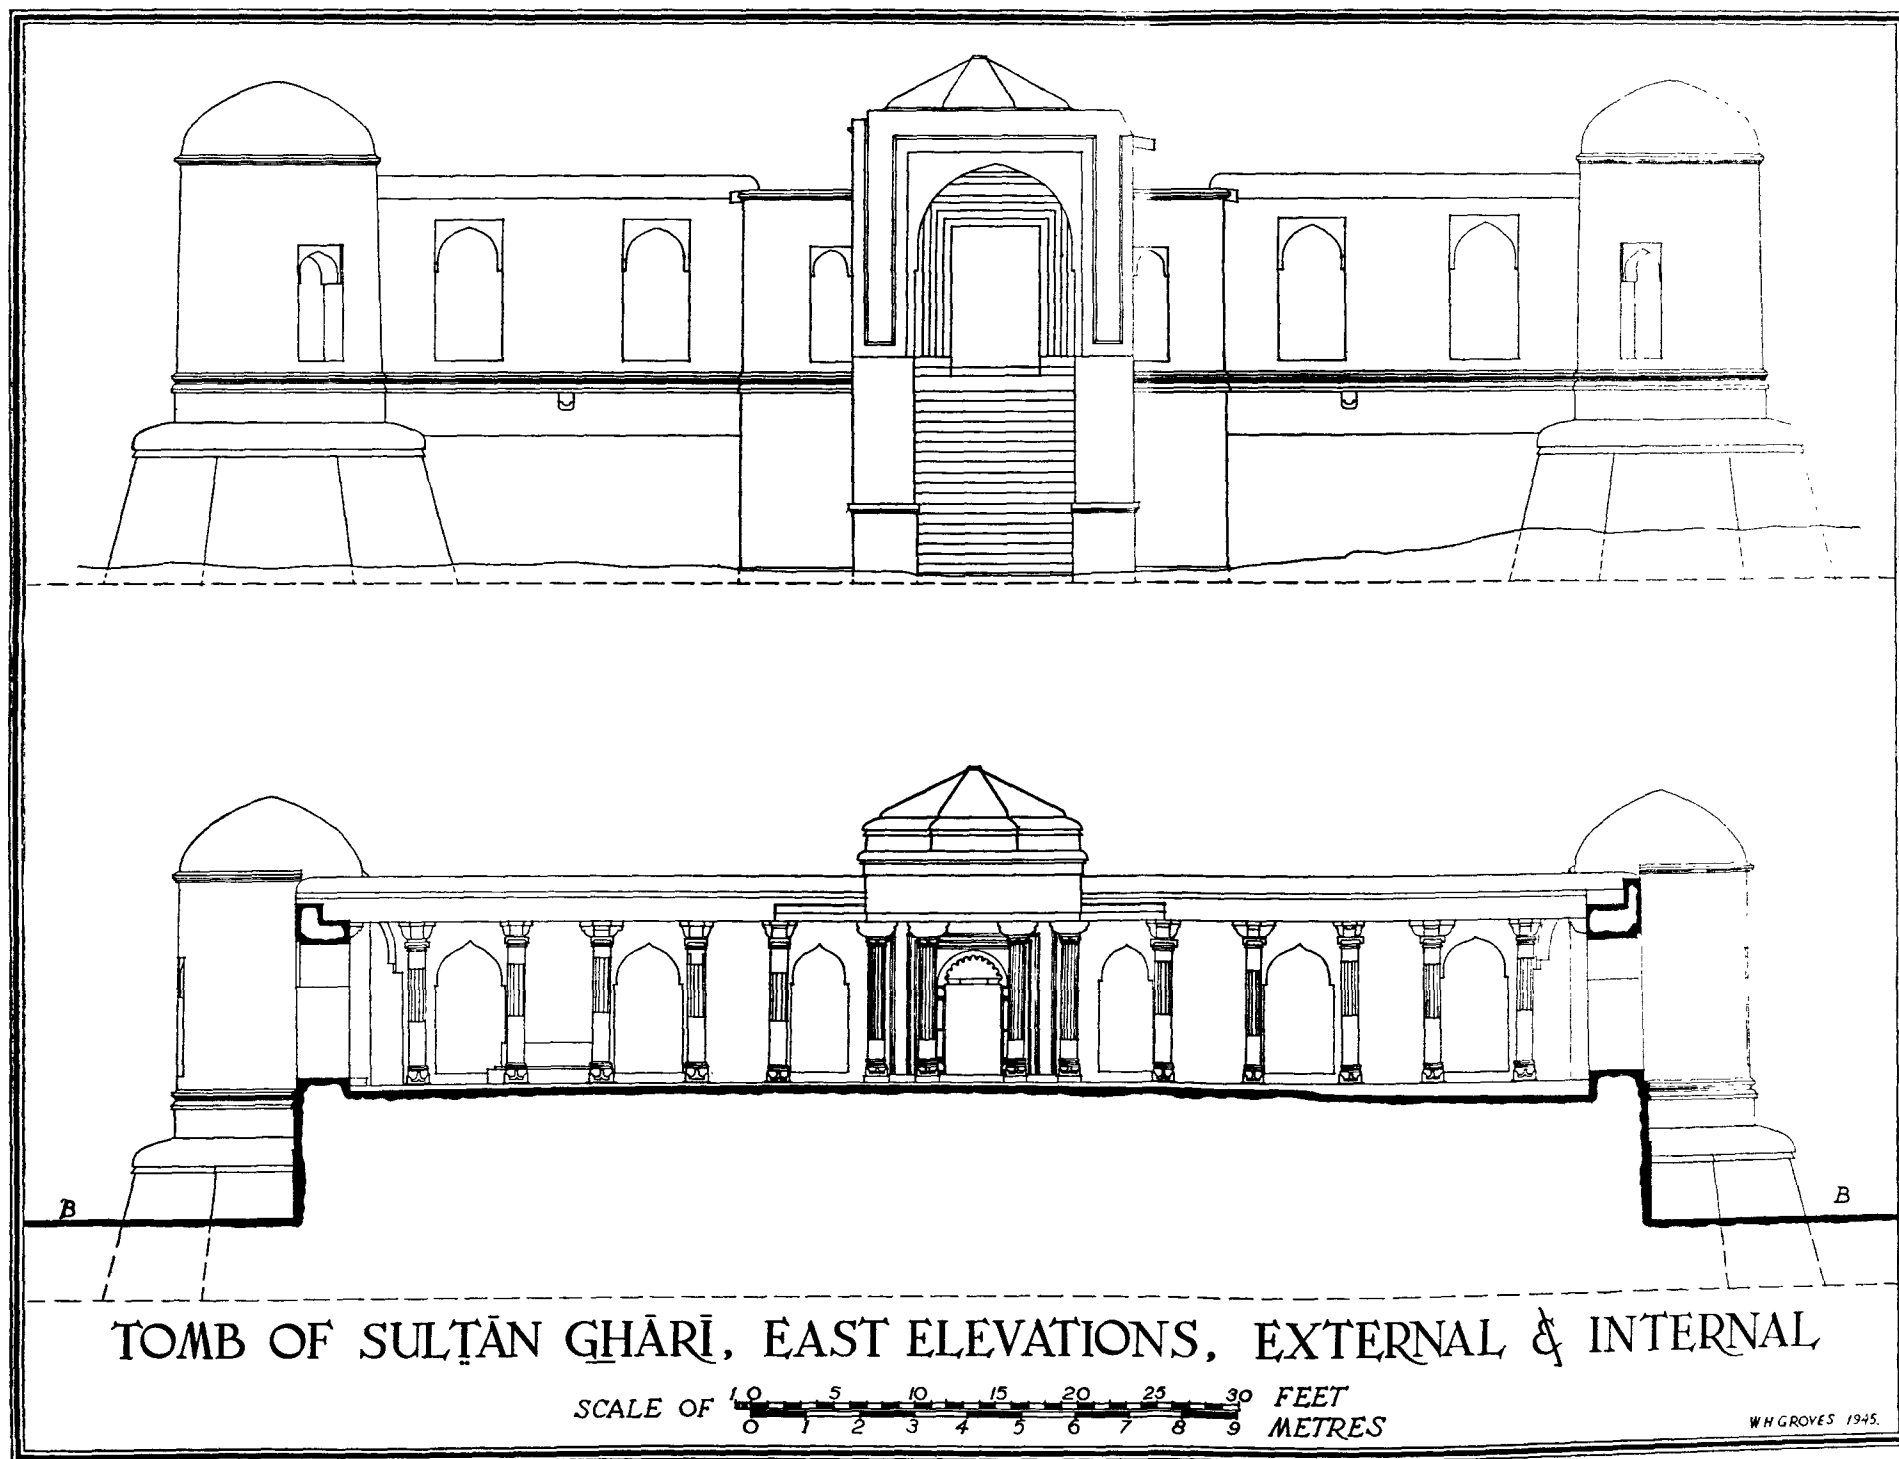 B B
TOMB OF SULṬĀN G͟HĀRĪ, EAST ELEVATIONS, EXTERNAL & INTERNAL
SCALE OF 1 0 5 10 15 20 25 30 FEET
0 1 2 3 4 5 6 7 8 9 METRES
W H GROVES 1945.